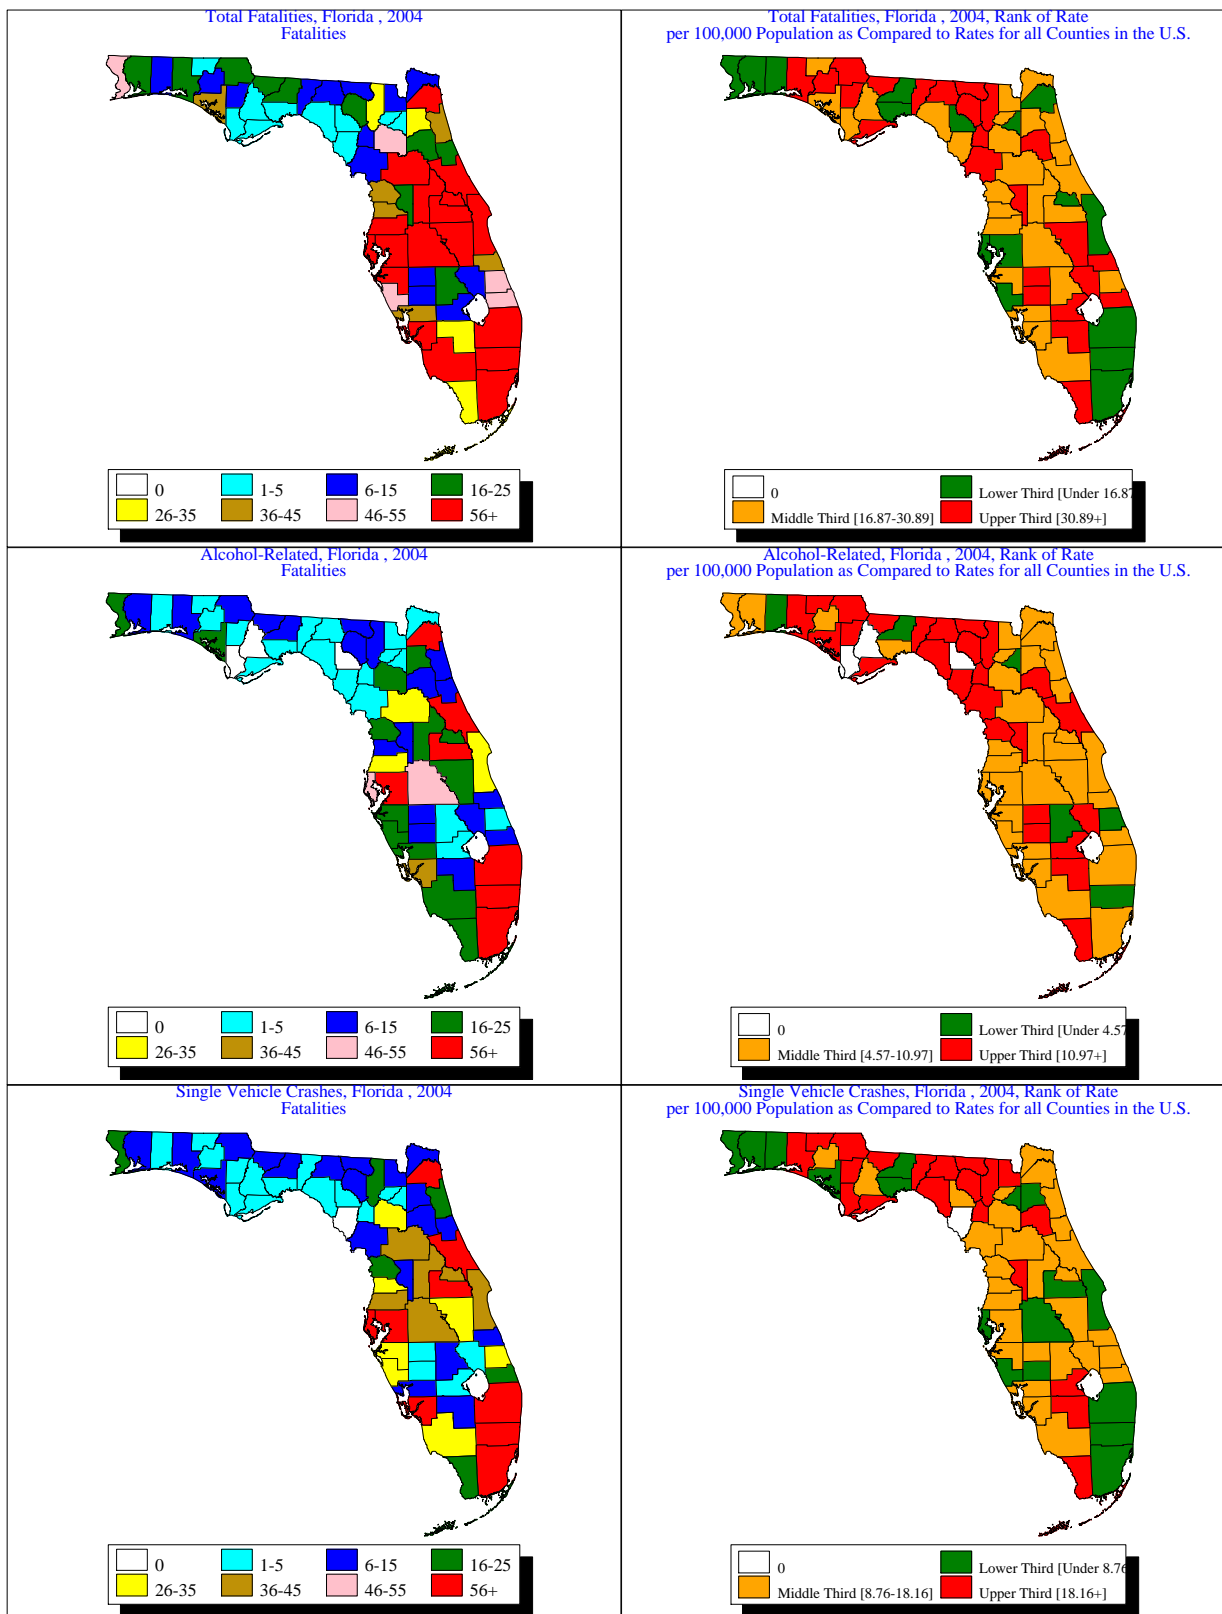 Total Fatalities, Florida , 2004
Fatalities
0
1-5
6-15
16-25
26-35
36-45
46-55
56+
Total Fatalities, Florida , 2004, Rank of Rate
per 100,000 Population as Compared to Rates for all Counties in the U.S.
0
Lower Third [Under 16.87
Middle Third [16.87-30.89]
Upper Third [30.89+]
Alcohol-Related, Florida , 2004
Fatalities
0
1-5
6-15
16-25
26-35
36-45
46-55
56+
Alcohol-Related, Florida , 2004, Rank of Rate
per 100,000 Population as Compared to Rates for all Counties in the U.S.
0
Lower Third [Under 4.57
Middle Third [4.57-10.97]
Upper Third [10.97+]
Single Vehicle Crashes, Florida , 2004
Fatalities
0
1-5
6-15
16-25
26-35
36-45
46-55
56+
Single Vehicle Crashes, Florida , 2004, Rank of Rate
per 100,000 Population as Compared to Rates for all Counties in the U.S.
0
Lower Third [Under 8.76
Middle Third [8.76-18.16]
Upper Third [18.16+]